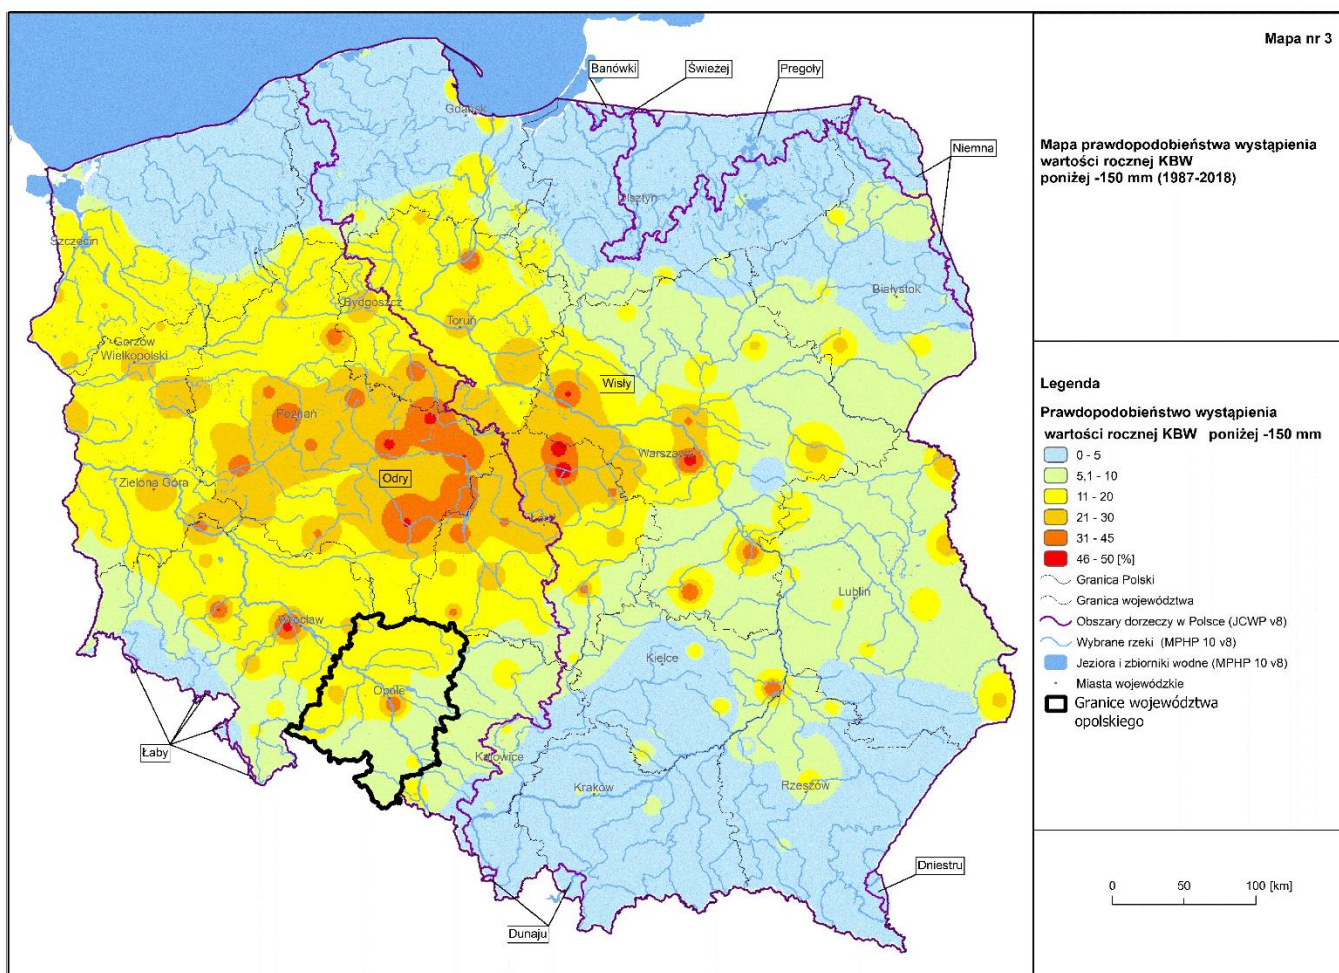 Mapa nr 3
Mapa prawdopodobieństwa wystąpienia
wartości rocznej KBW
poniżej -150 mm (1987-2018)
Legenda
Prawdopodobieństwo wystąpienia
wartości rocznej KBW poniżej -150 mm
0 - 5
5,1 - 10
11 - 20
21 - 30
31 - 45
46 - 50 [%]
Granica Polski
Granica województwa
Obszary dorzeczy w Polsce (JCWP v8)
Wybrane rzeki (MPHP 10 v8)
Jeziora i zbiorniki wodne (MPHP 10 v8)
Miasta wojewódzkie
Granice województwa
opolskiego
0 50 100 [km]
Banówki
Świeżej
Pregoły
Gdańsk
Niemna
Olsztyn
Szczecin
Białystok
Bydgoszcz
Toruń
Gorzów
Wielkopolski
Wisły
Poznań
Warszawa
Zielona Góra
Odry
Łódź
Lublin
Wrocław
Kielce
Opole
Łaby
Katowice
Kraków
Rzeszów
Dniestru
Dunaju